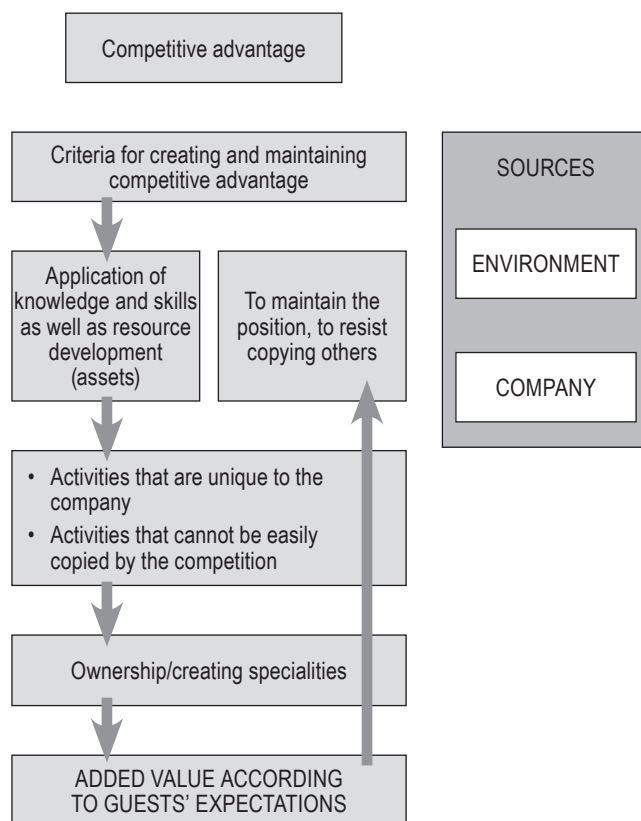 Competitive advantage
Criteria for creating and maintaining
competitive advantage
Application of
knowledge and skills
as well as resource
development
(assets)
To maintain the
position, to resist
copying others
• Activities that are unique to the
company
• Activities that cannot be easily
copied by the competition
Ownership/creating specialities
ADDED VALUE ACCORDING
TO GUESTS’ EXPECTATIONS
SOURCES
ENVIRONMENT
COMPANY